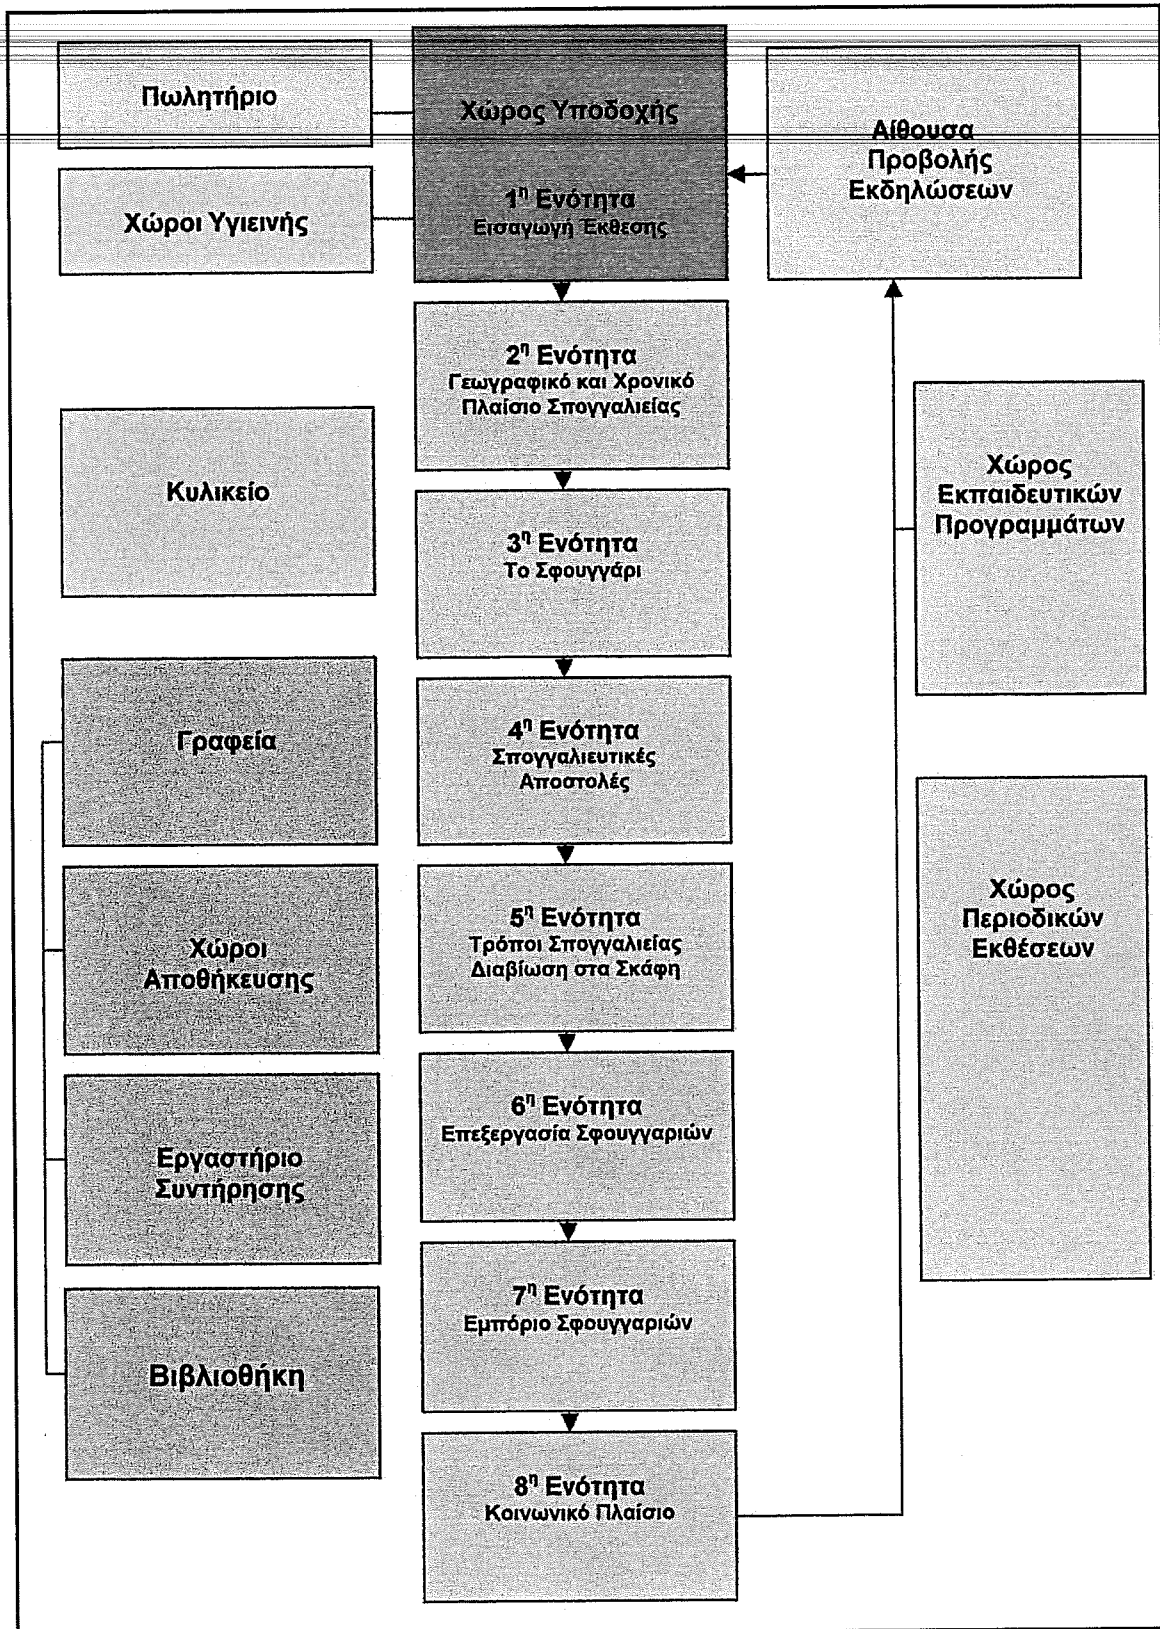 Πωλητήριο
Χώροι Υγιεινής
Χώρος Υποδοχής
1η Ενότητα
Εισαγωγή Έκθεσης
Αίθουσα
Προβολής
Εκδηλώσεων
2η Ενότητα
Γεωγραφικό και Χρονικό
Πλαίσιο Σπογγαλιείας
Κυλικείο
3η Ενότητα
Το Σφουγγάρι
Χώρος
Εκπαιδευτικών
Προγραμμάτων
Γραφεία
4η Ενότητα
Σπογγαλιευτικές
Αποστολές
Χώροι
Αποθήκευσης
5η Ενότητα
Τρόποι Σπογγαλιείας
Διαβίωση στα Σκάφη
Χώρος
Περιοδικών
Εκθέσεων
Εργαστήριο
Συντήρησης
6η Ενότητα
Επεξεργασία Σφουγγαριών
Βιβλιοθήκη
7η Ενότητα
Εμπόριο Σφουγγαριών
8η Ενότητα
Κοινωνικό Πλαίσιο